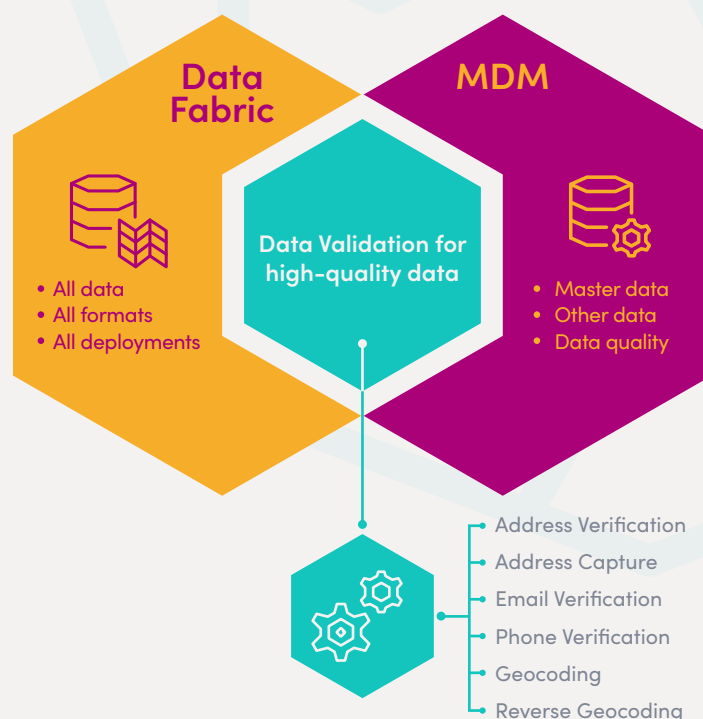 Data
Fabric
MDM
Data Validation for
high-quality data
• All data
• All formats
• All deployments
• Master data
• Other data
• Data quality
Address Verification
Address Capture
Email Verification
Phone Verification
Geocoding
Reverse Geocoding